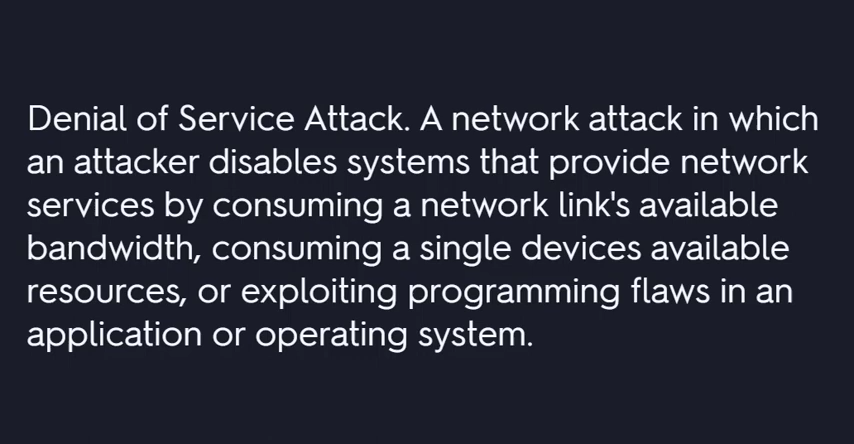 Denial of Service Attack. A network attack in which
an attacker disables systems that provide network
services by consuming a network link's available
bandwidth, consuming a single devices available
resources, or exploiting programming flaws in an
application or operating system.